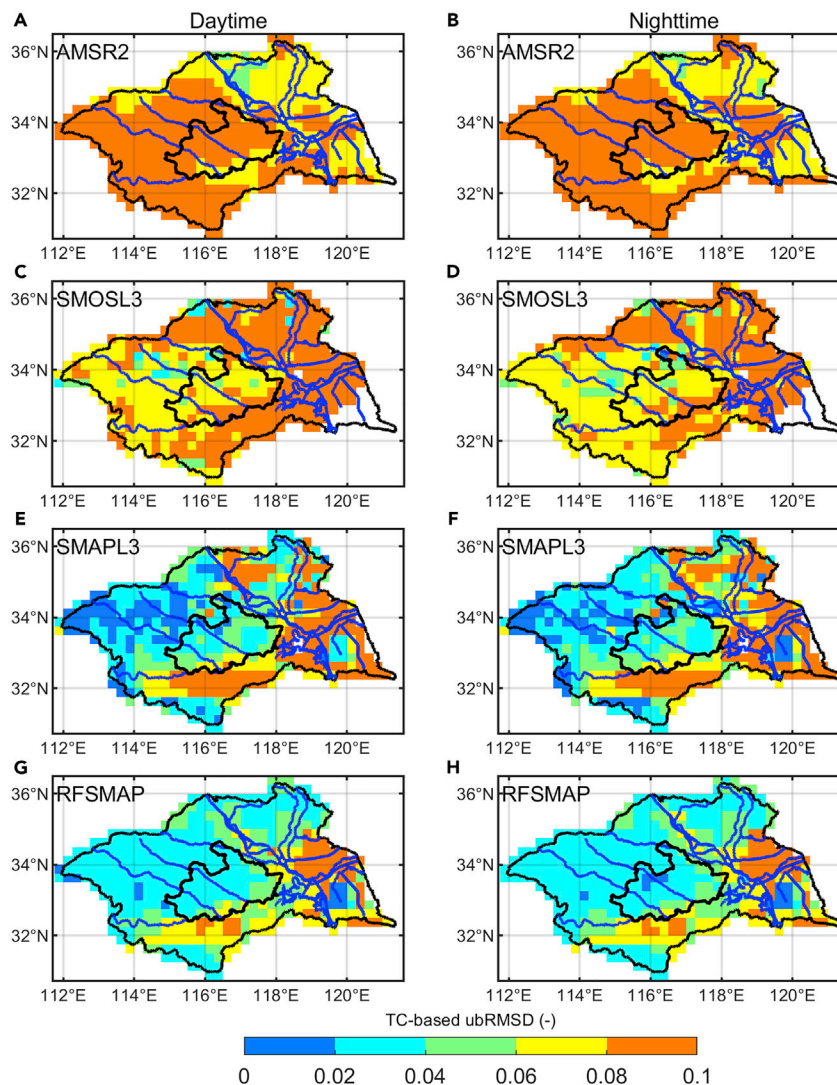 Daytime
Nighttime
A
B
36°N
AMSR2
36°N
AMSR2
34°N
34°N
32°N
32°N
112°E 114°E 116°E 118°E 120°E
112°E 114°E 116°E 118°E 120°E
C
D
36°N
SMOSL3
36°N
SMOSL3
34°N
34°N
32°N
32°N
112°E 114°E 116°E 118°E 120°E
112°E 114°E 116°E 118°E 120°E
E
F
36°N
SMAPL3
36°N
SMAPL3
34°N
34°N
32°N
32°N
112°E 114°E 116°E 118°E 120°E
112°E 114°E 116°E 118°E 120°E
G
H
36°N
RFSMAP
36°N
RFSMAP
34°N
34°N
32°N
32°N
112°E 114°E 116°E 118°E 120°E
112°E 114°E 116°E 118°E 120°E
TC-based ubRMSD (-)
0 0.02 0.04 0.06 0.08 0.1